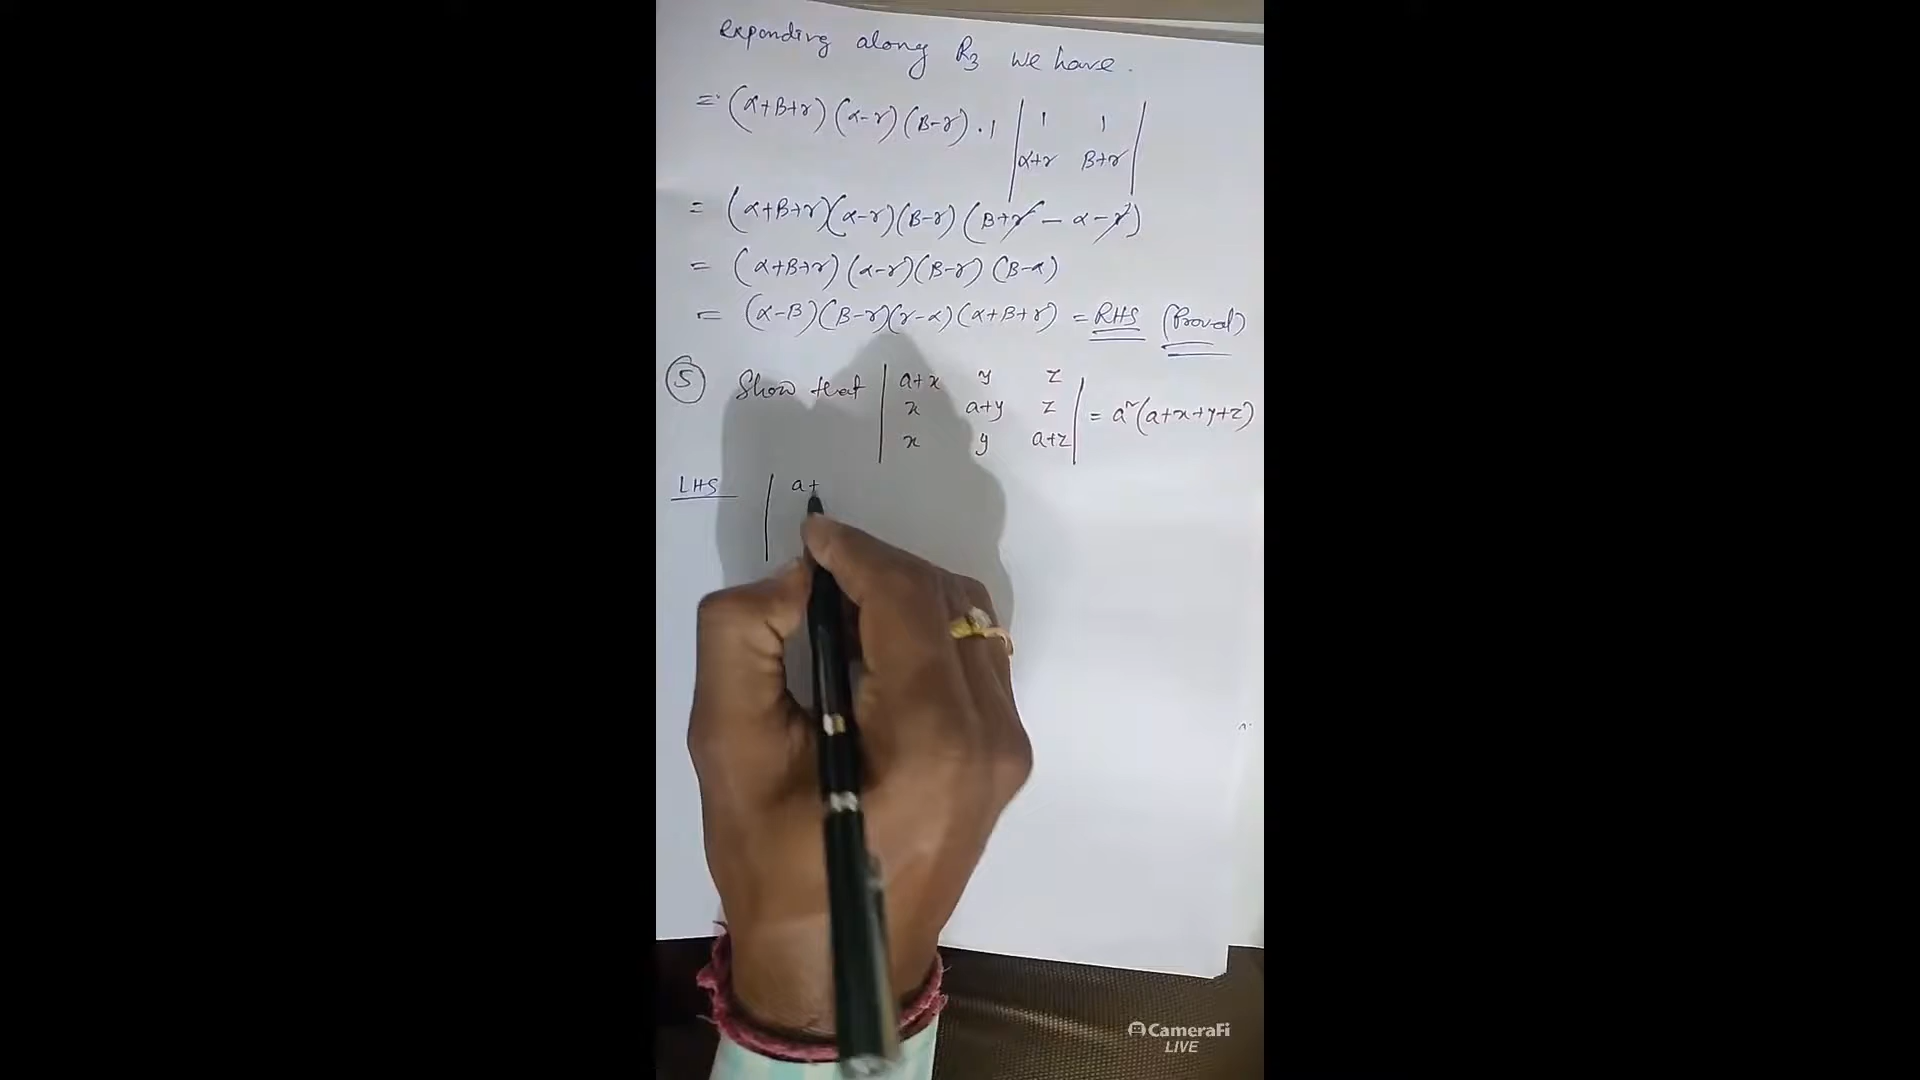 expanding along R₃ we have.
= (α+β+γ)(α-γ)(β-γ).1 | 1 1
α+γ β+γ |
= (α+β+γ)(α-γ)(β-γ)(β+γ - α-γ)
= (α+β+γ)(α-γ)(β-γ)(β-α)
= (α-β)(β-γ)(γ-α)(α+β+γ) = RHS (Proved)
a+x y z
⑤ Show that | x a+y z | = a²(a+x+y+z)
x y a+z
LHS | a+
CameraFi
LIVE